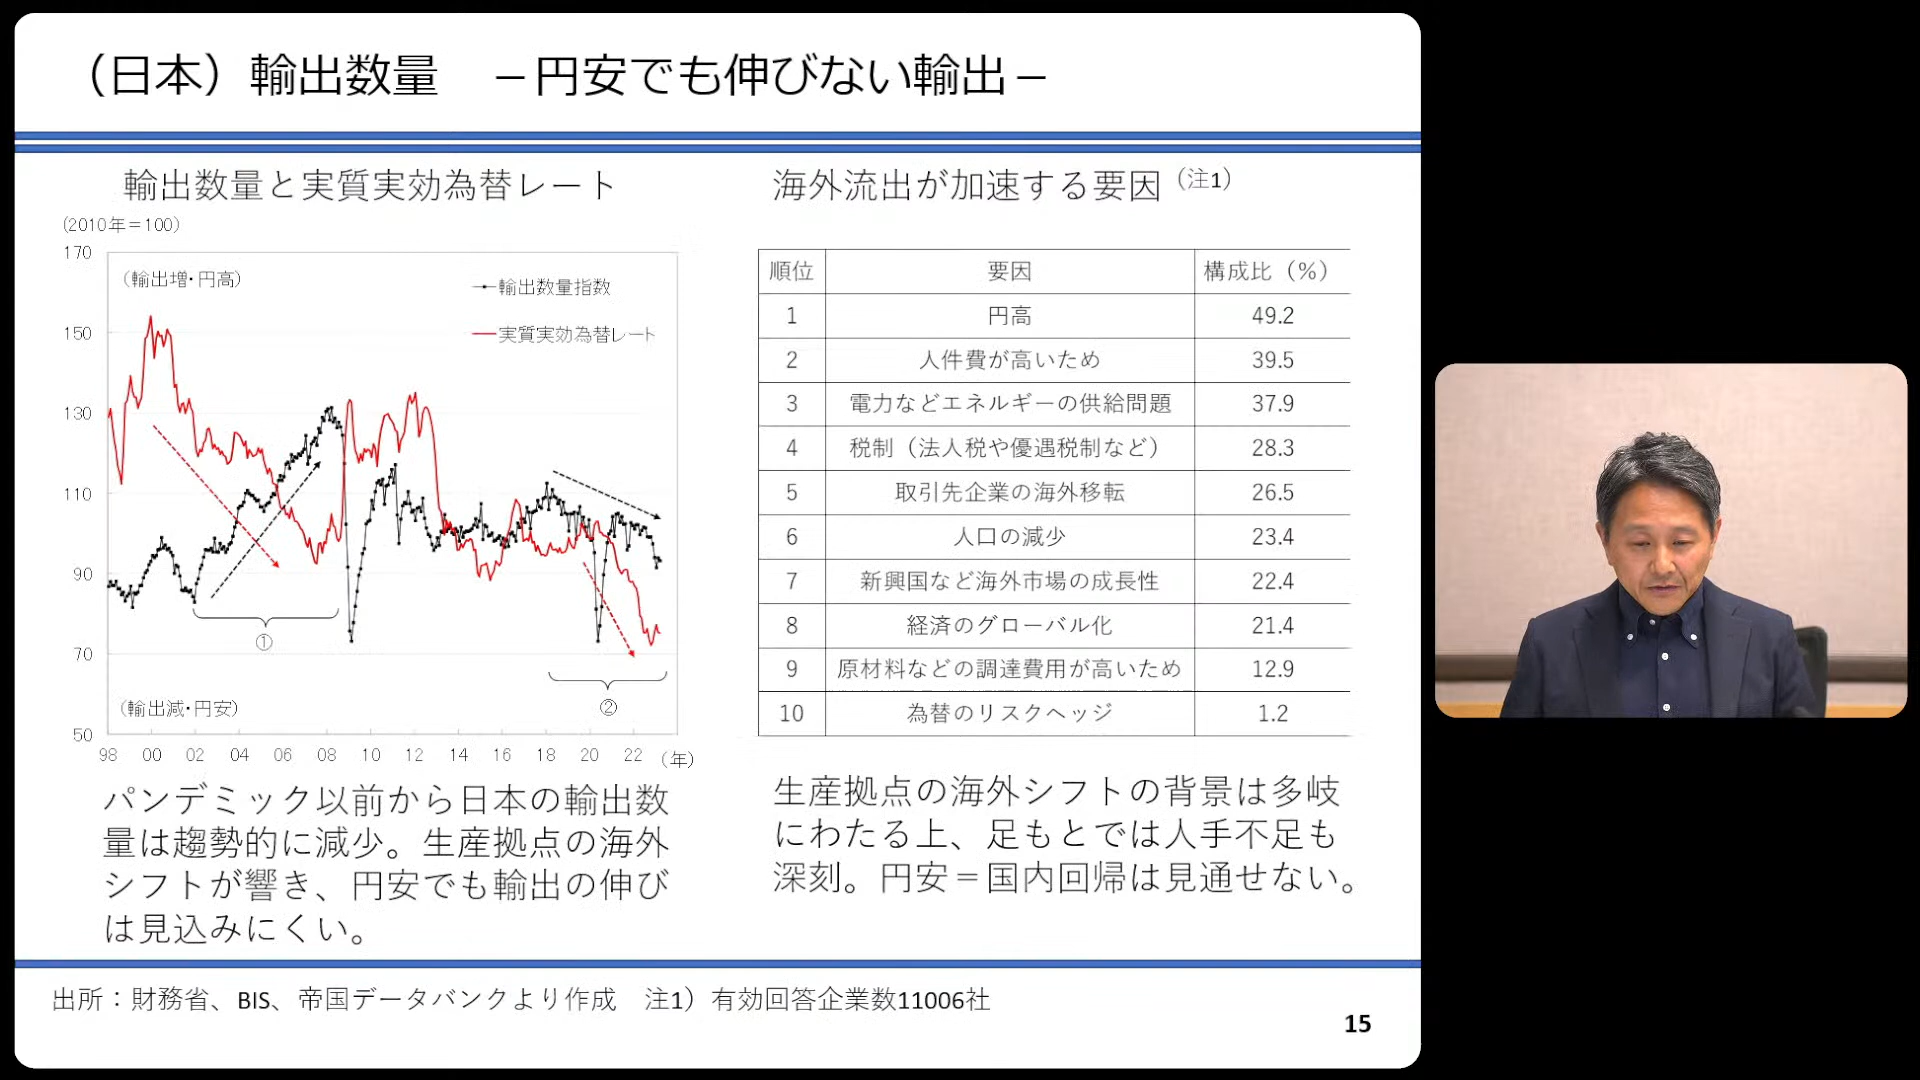 （日本）輸出数量　－円安でも伸びない輸出－
輸出数量と実質実効為替レート
(2010年＝100)
170
150
130
110
90
70
50
（輸出増・円高）
輸出数量指数
実質実効為替レート
①
②
（輸出減・円安）
98 00 02 04 06 08 10 12 14 16 18 20 22 （年）
パンデミック以前から日本の輸出数
量は趨勢的に減少。生産拠点の海外
シフトが響き、円安でも輸出の伸び
は見込みにくい。
海外流出が加速する要因（注1）
順位 要因 構成比（%）
1 円高 49.2
2 人件費が高いため 39.5
3 電力などエネルギーの供給問題 37.9
4 税制（法人税や優遇税制など） 28.3
5 取引先企業の海外移転 26.5
6 人口の減少 23.4
7 新興国など海外市場の成長性 22.4
8 経済のグローバル化 21.4
9 原材料などの調達費用が高いため 12.9
10 為替のリスクヘッジ 1.2
生産拠点の海外シフトの背景は多岐
にわたる上、足もとでは人手不足も
深刻。円安＝国内回帰は見通せない。
出所：財務省、BIS、帝国データバンクより作成　注1）有効回答企業数11006社
15